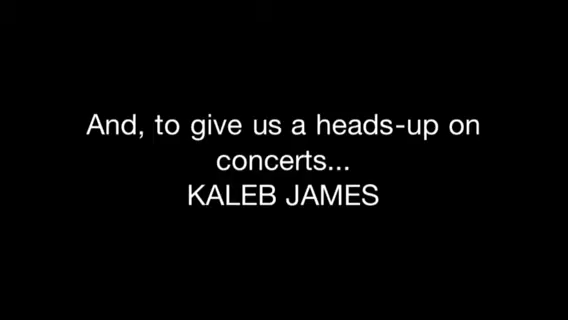 And, to give us a heads-up on
concerts...
KALEB JAMES